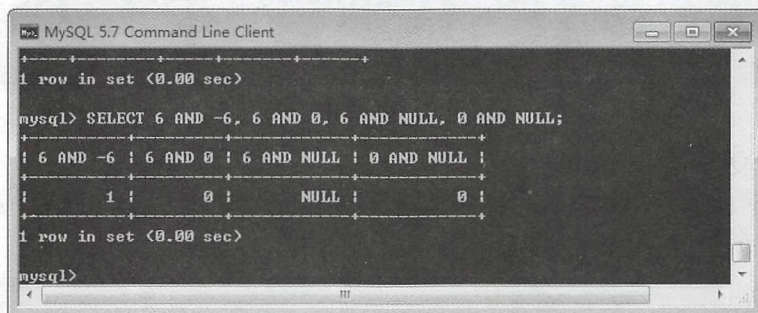 MySQL 5.7 Command Line Client
+-----+----------+-------+---------+--------+
1 row in set (0.00 sec)
mysql> SELECT 6 AND -6, 6 AND 0, 6 AND NULL, 0 AND NULL;
+----------+---------+------------+------------+
| 6 AND -6 | 6 AND 0 | 6 AND NULL | 0 AND NULL |
+----------+---------+------------+------------+
|        1 |       0 |       NULL |          0 |
+----------+---------+------------+------------+
1 row in set (0.00 sec)
mysql>